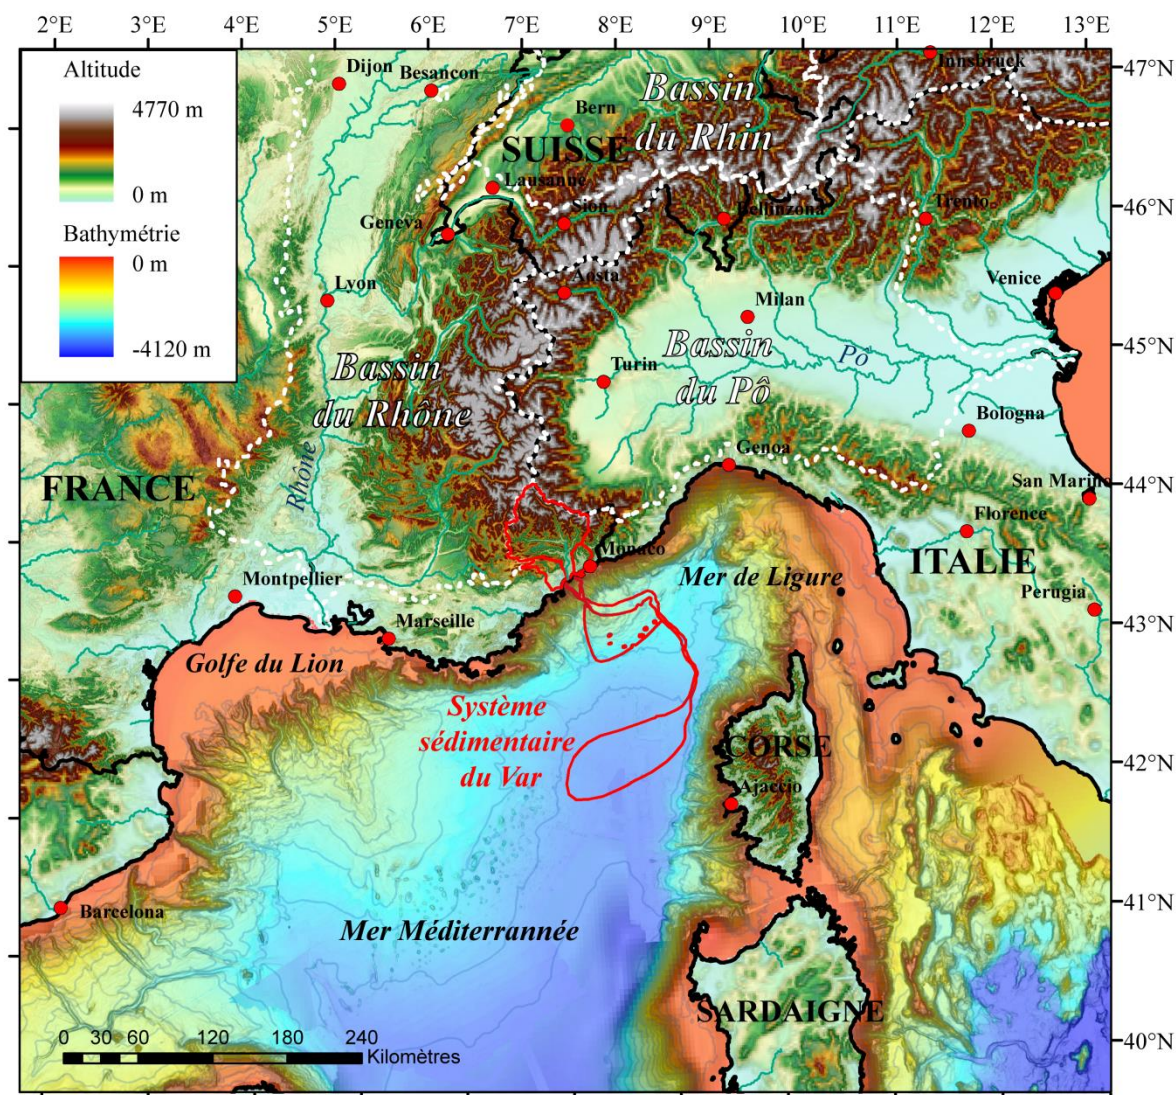 2°E 3°E 4°E 5°E 6°E 7°E 8°E 9°E 10°E 11°E 12°E 13°E
Altitude
4770 m
0 m
Bathymétrie
0 m
-4120 m
Dijon
Besancon
Bern
Bassin
du Rhin
Innsbruck
47°N
SUISSE
Lausanne
Geneva
Sion
Bellinzona
Trento
46°N
Lyon
Aosta
Milan
Venice
Bassin
du Rhône
Turin
Bassin
du Pô
Pô
45°N
Bologna
Rhône
Genoa
San Marino
FRANCE
44°N
Florence
ITALIE
Monaco
Montpellier
Mer de Ligure
Perugia
Marseille
43°N
Golfe du Lion
Système
sédimentaire
du Var
CORSE
42°N
Ajaccio
Barcelona
41°N
Mer Méditerrannée
SARDAIGNE
0 30 60 120 180 240
Kilomètres
40°N